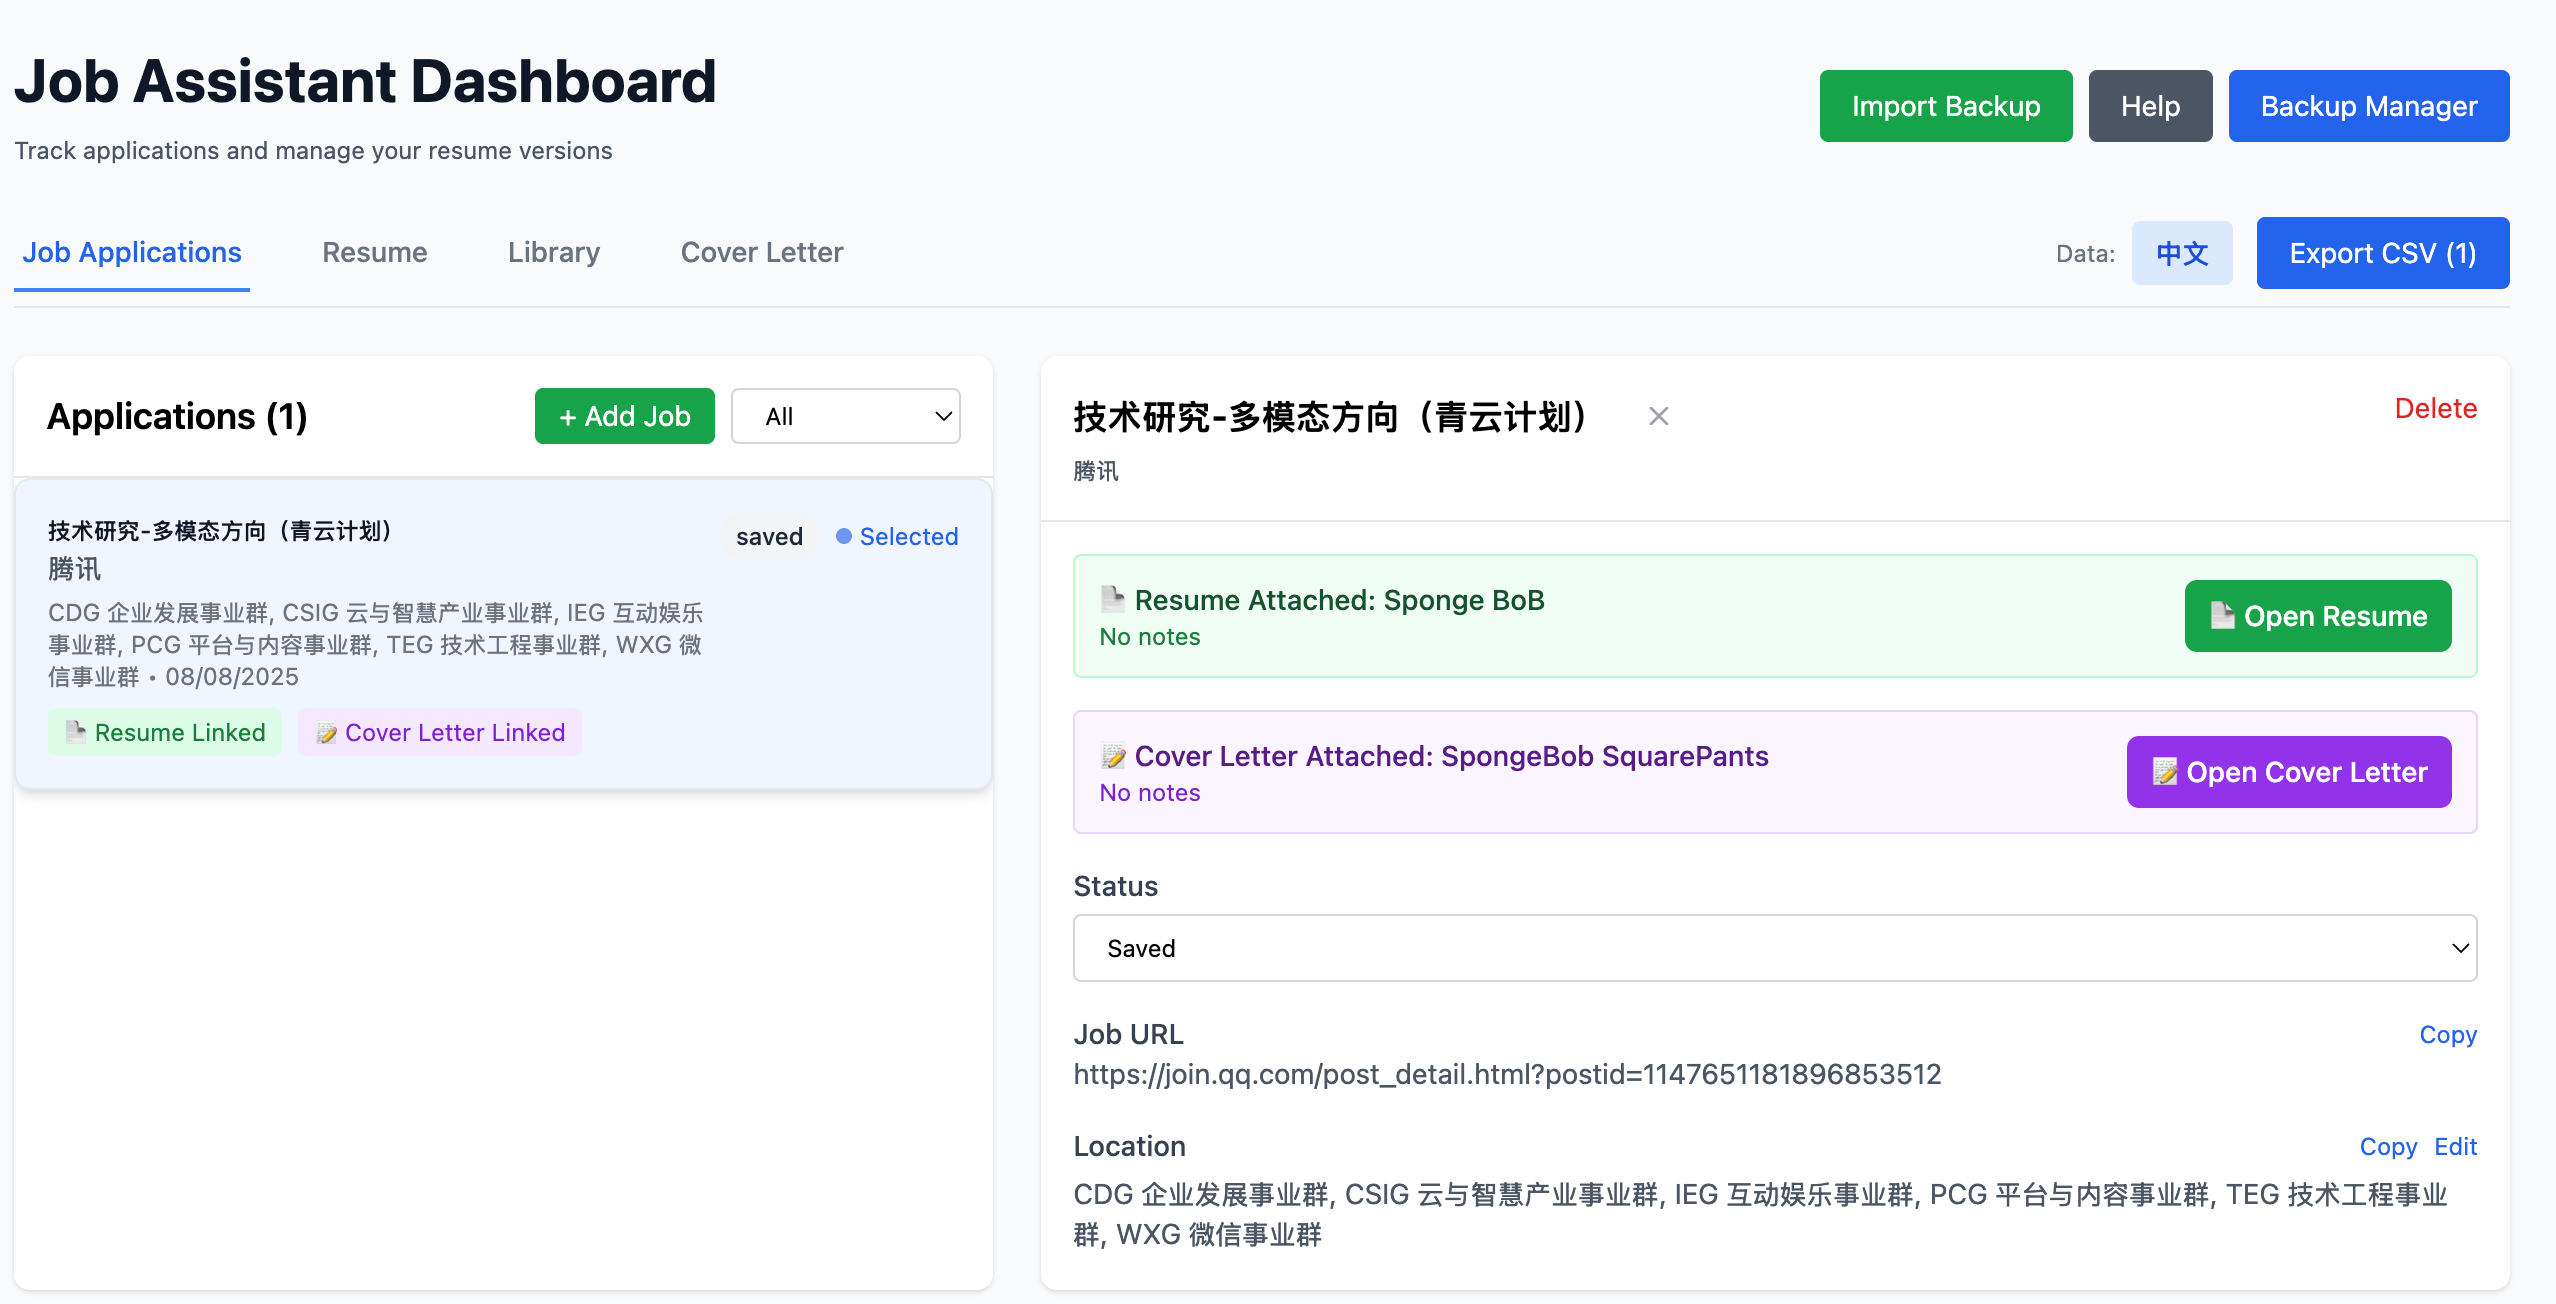 Job Assistant Dashboard
Track applications and manage your resume versions
Import Backup
Help
Backup Manager
Job Applications
Resume
Library
Cover Letter
Data:
中文
Export CSV (1)
Applications (1)
+ Add Job
All
技术研究-多模态方向（青云计划）
腾讯
CDG 企业发展事业群, CSIG 云与智慧产业事业群, IEG 互动娱乐
事业群, PCG 平台与内容事业群, TEG 技术工程事业群, WXG 微
信事业群 • 08/08/2025
saved
Selected
Resume Linked
Cover Letter Linked
技术研究-多模态方向（青云计划）
×
Delete
腾讯
Resume Attached: Sponge BoB
No notes
Open Resume
Cover Letter Attached: SpongeBob SquarePants
No notes
Open Cover Letter
Status
Saved
Job URL
Copy
https://join.qq.com/post_detail.html?postid=1147651181896853512
Location
Copy
Edit
CDG 企业发展事业群, CSIG 云与智慧产业事业群, IEG 互动娱乐事业群, PCG 平台与内容事业群, TEG 技术工程事业
群, WXG 微信事业群